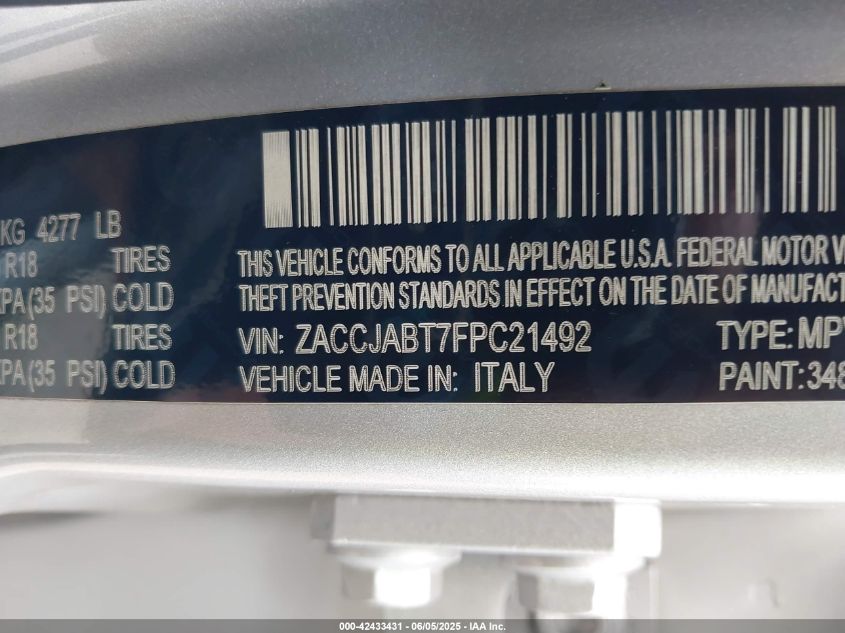 KG 4277 LB
R18 TIRES
(35 PSI) COLD
R18 TIRES
(35 PSI) COLD
THIS VEHICLE CONFORMS TO ALL APPLICABLE U.S.A. FEDERAL MOTOR
THEFT PREVENTION STANDARDS IN EFFECT ON THE DATE OF MANUFACT
VIN: ZACCJABT7FPC21492 TYPE: MP
VEHICLE MADE IN: ITALY PAINT: 348
000-42433431 - 06/05/2025 - IAA Inc.